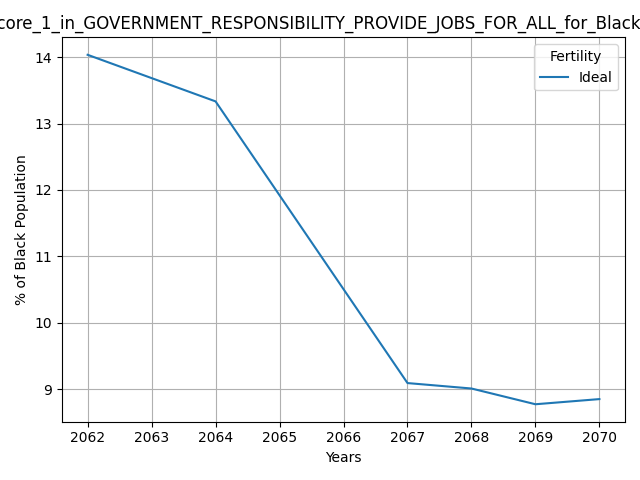 core_1_in_GOVERNMENT_RESPONSIBILITY_PROVIDE_JOBS_FOR_ALL_for_Black
Fertility
Ideal
14
13
12
11
10
9
% of Black Population
2062 2063 2064 2065 2066 2067 2068 2069 2070
Years